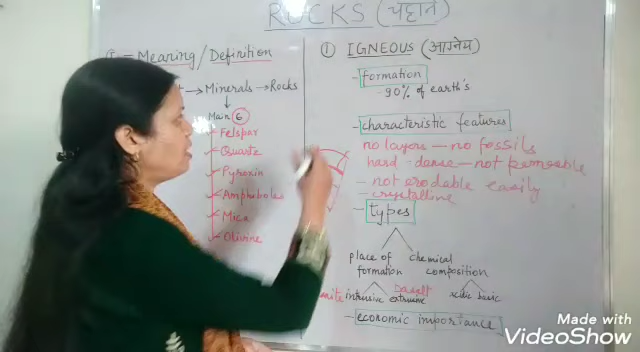 ROCKS (चट्टान)
Mearing/Definition
→ Minerals → Rocks
Main 6
Felspar
Quartz
Pyroxin
Amphiboles
Mica
Olivine
① IGNEOUS (आग्नेय)
- formation
- 90% of earth's
- characteristic features
no layers — no fossils
hard - dense — not permeable
- not erodable easily
- crystalline
- types
place of formation
chemical composition
intrusive
extrusive
Basalt
acidic basic
- economic imporiance
Made with
VideoShow